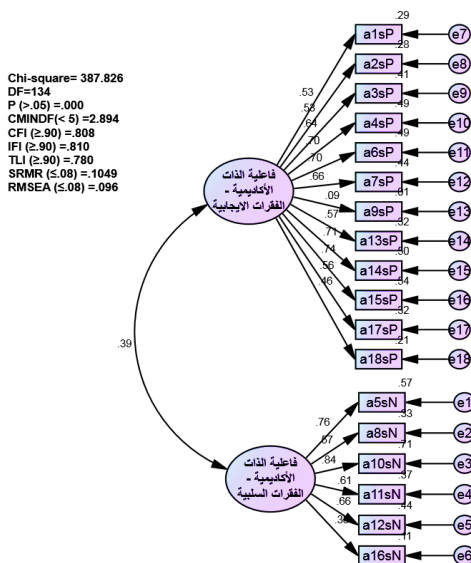 .29
a1sP
e7
.28
a2sP
e8
.41
a3sP
e9
.49
a4sP
e10
.49
a6sP
e11
.44
a7sP
e12
.01
a9sP
e13
.32
a13sP
e14
.50
a14sP
e15
.54
a15sP
e16
.32
a17sP
e17
.21
a18sP
e18
Chi-square= 387.826
DF=134
P (>.05) =.000
CMINDF(< 5) =2.894
CFI (≥.90) =.808
IFI (≥.90) =.810
TLI (≥.90) =.780
SRMR (≤.08) =.1049
RMSEA (≤.08) =.096
.53
.53
.64
.70
.70
.66
.09
.57
.71
.74
.56
.46
فاعلية الذات
الأكاديمية -
الفقرات الايجابية
.39
.57
a5sN
e1
.33
a8sN
e2
.71
a10sN
e3
.37
a11sN
e4
.44
a12sN
e5
.11
a16sN
e6
.76
.57
.84
.61
.66
فاعلية الذات
الأكاديمية -
الفقرات السلبية